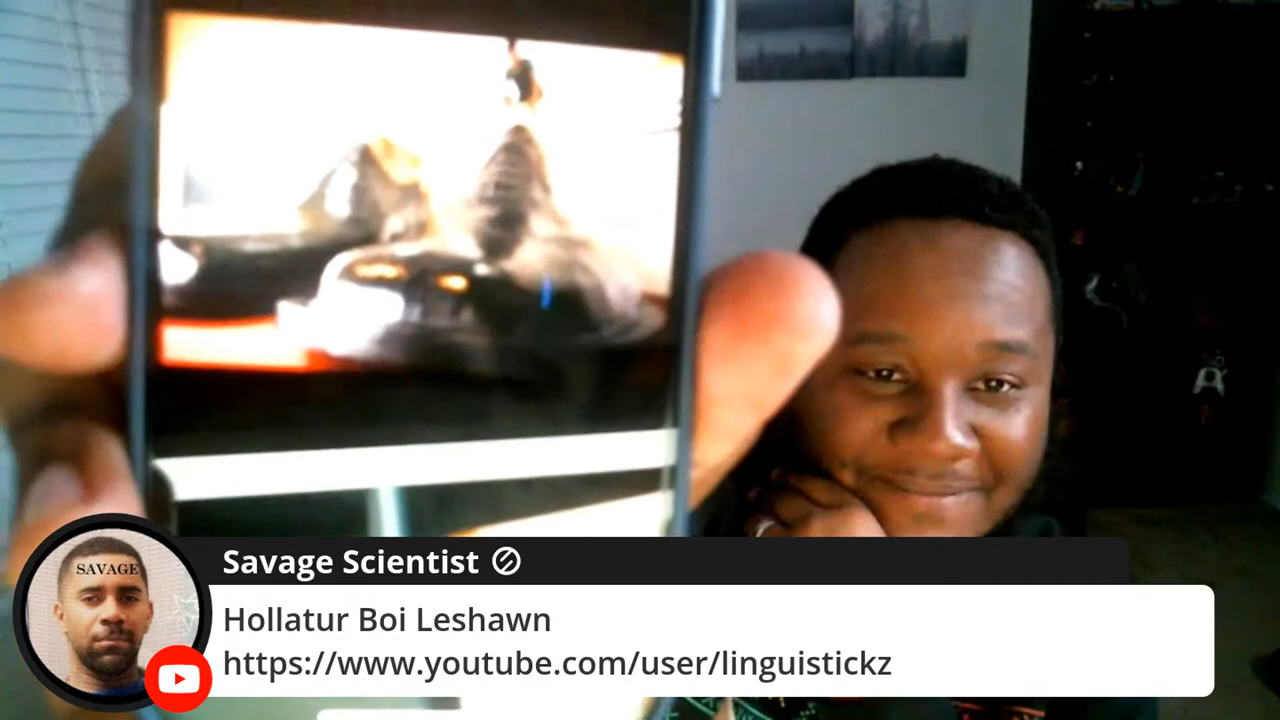 SAVAGE
Savage Scientist
Hollatur Boi Leshawn
https://www.youtube.com/user/linguistickz